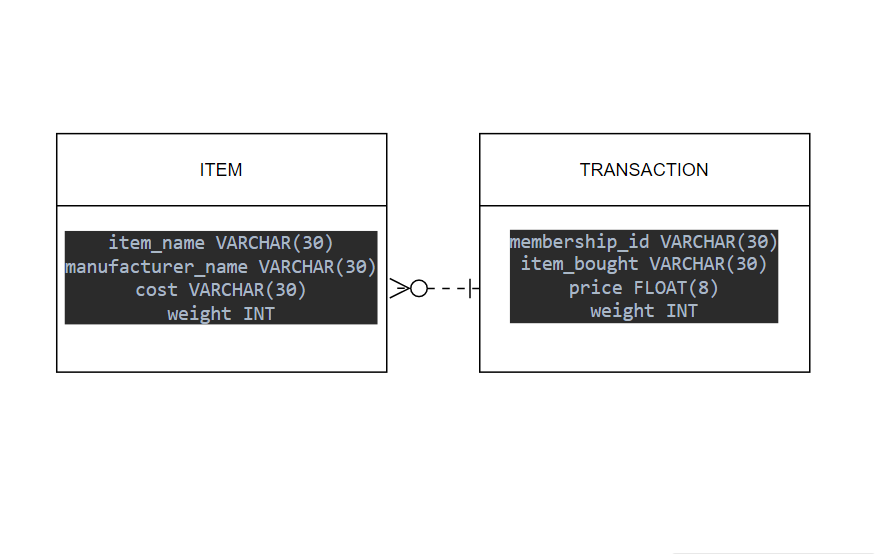 ITEM
item_name VARCHAR(30)
manufacturer_name VARCHAR(30)
cost VARCHAR(30)
weight INT
TRANSACTION
membership_id VARCHAR(30)
item_bought VARCHAR(30)
price FLOAT(8)
weight INT